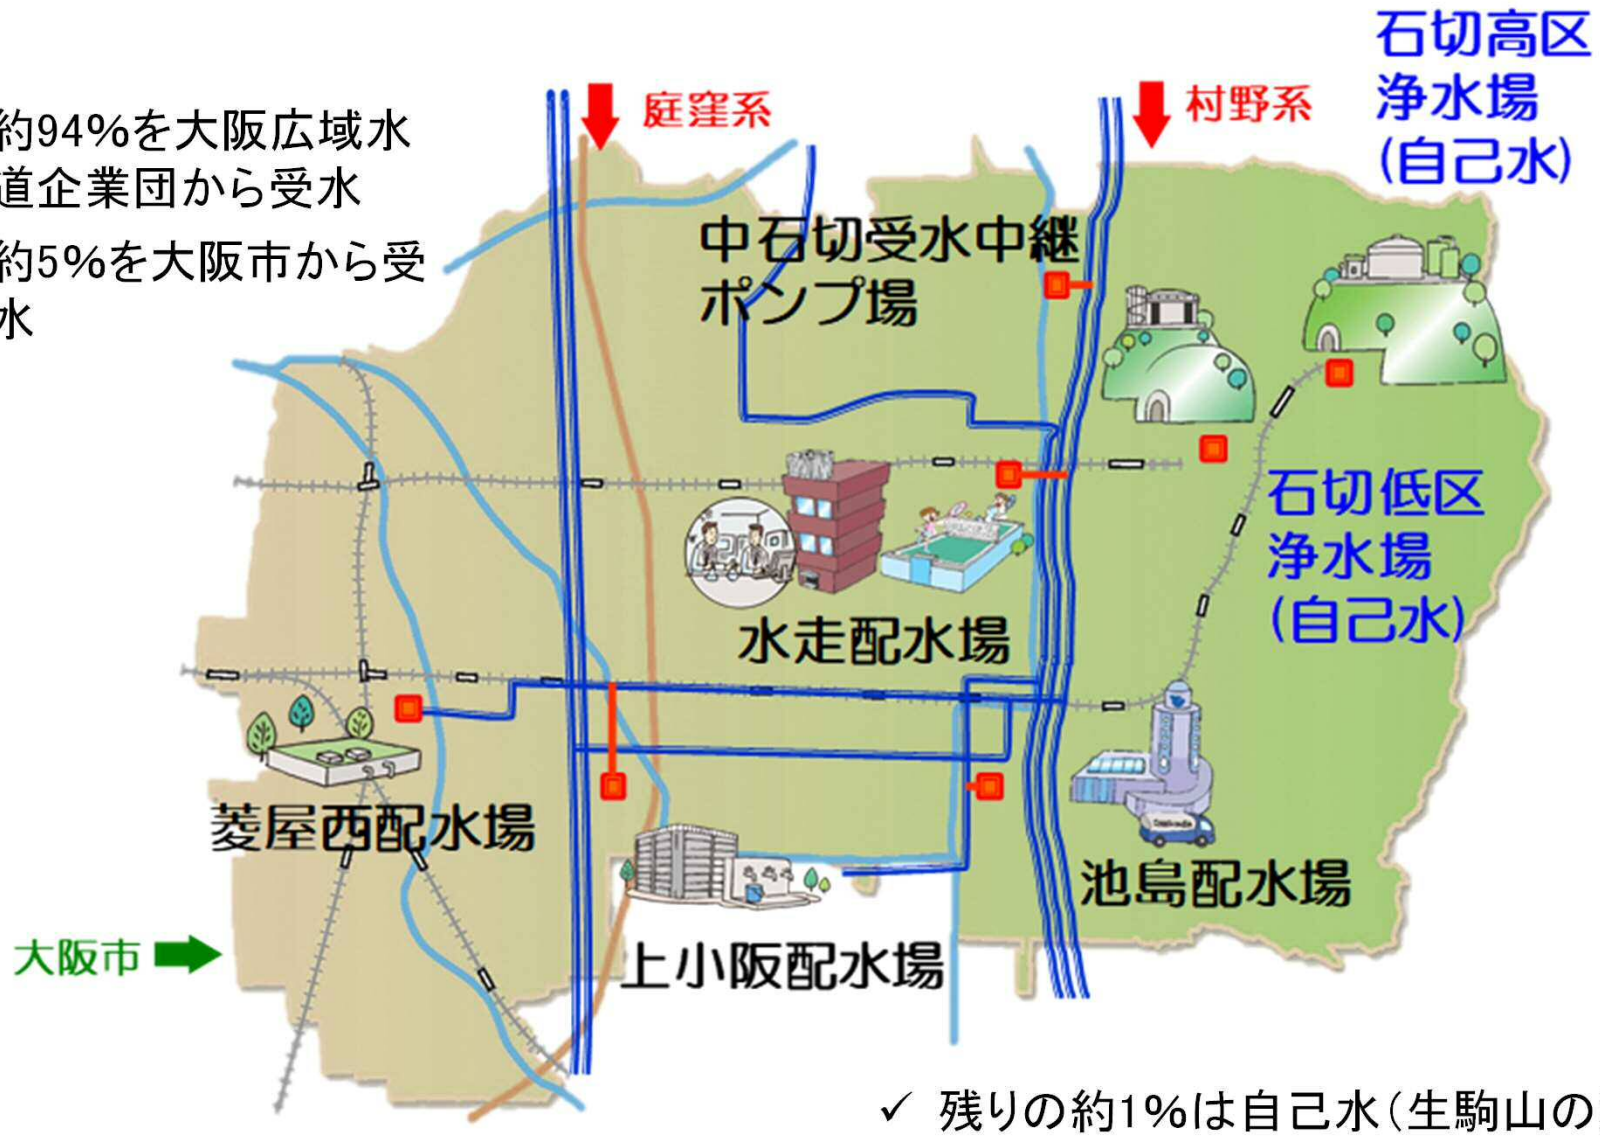 約94%を大阪広域水
道企業団から受水
約5%を大阪市から受
水
庭窪系
村野系
石切高区
浄水場
(自己水)
中石切受水中継
ポンプ場
石切低区
浄水場
(自己水)
水走配水場
菱屋西配水場
池島配水場
大阪市
上小阪配水場
✓ 残りの約1%は自己水(生駒山の